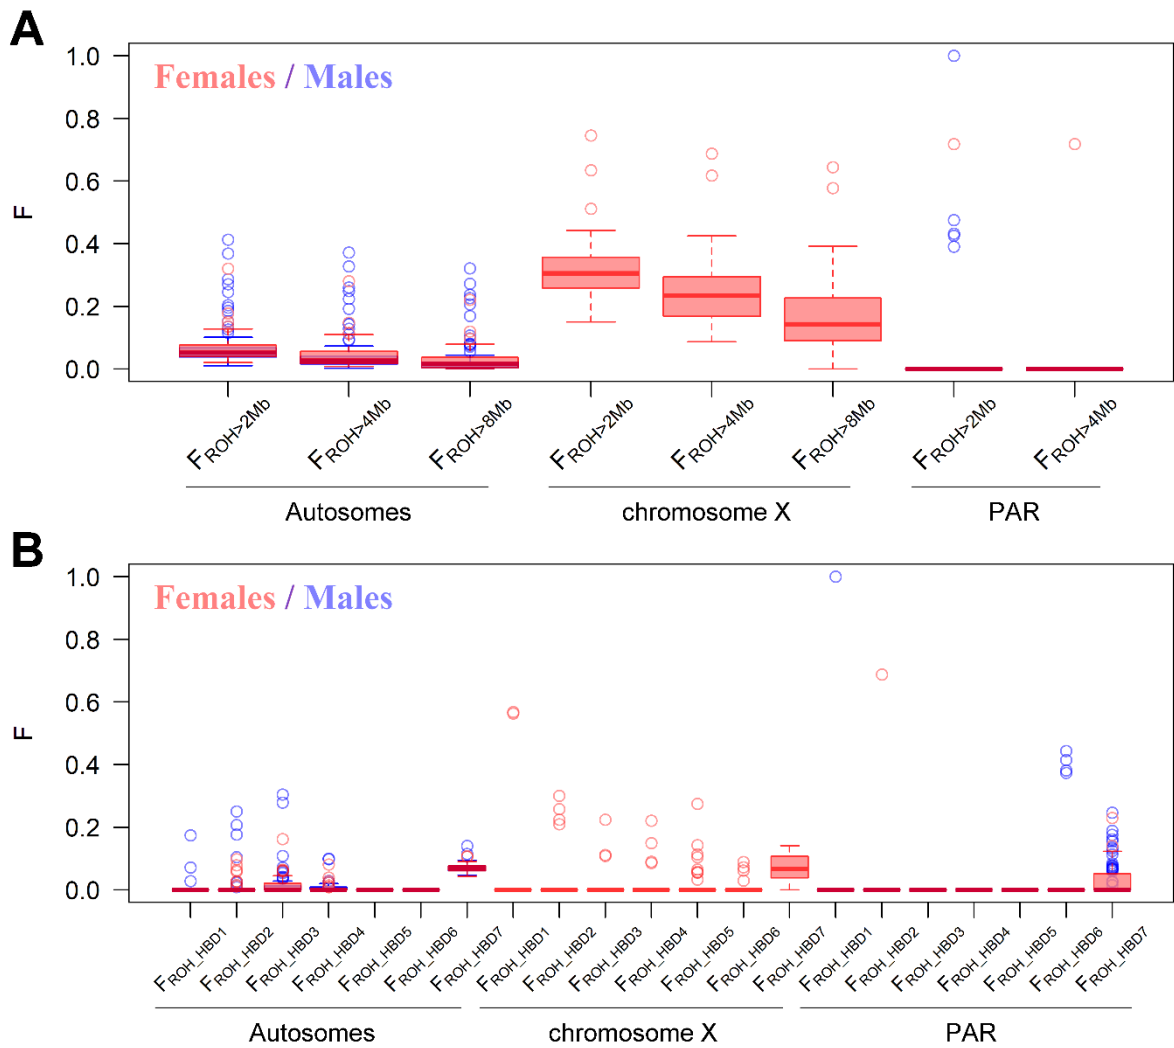 A
Females / Males
1.0
0.8
0.6
0.4
0.2
0.0
F
FROH>2Mb
FROH>4Mb
FROH>8Mb
FROH>2Mb
FROH>4Mb
FROH>8Mb
FROH>2Mb
FROH>4Mb
Autosomes
chromosome X
PAR
B
Females / Males
1.0
0.8
0.6
0.4
0.2
0.0
F
FROH_HBD1
FROH_HBD2
FROH_HBD3
FROH_HBD4
FROH_HBD5
FROH_HBD6
FROH_HBD7
FROH_HBD1
FROH_HBD2
FROH_HBD3
FROH_HBD4
FROH_HBD5
FROH_HBD6
FROH_HBD7
FROH_HBD1
FROH_HBD2
FROH_HBD3
FROH_HBD4
FROH_HBD5
FROH_HBD6
FROH_HBD7
Autosomes
chromosome X
PAR